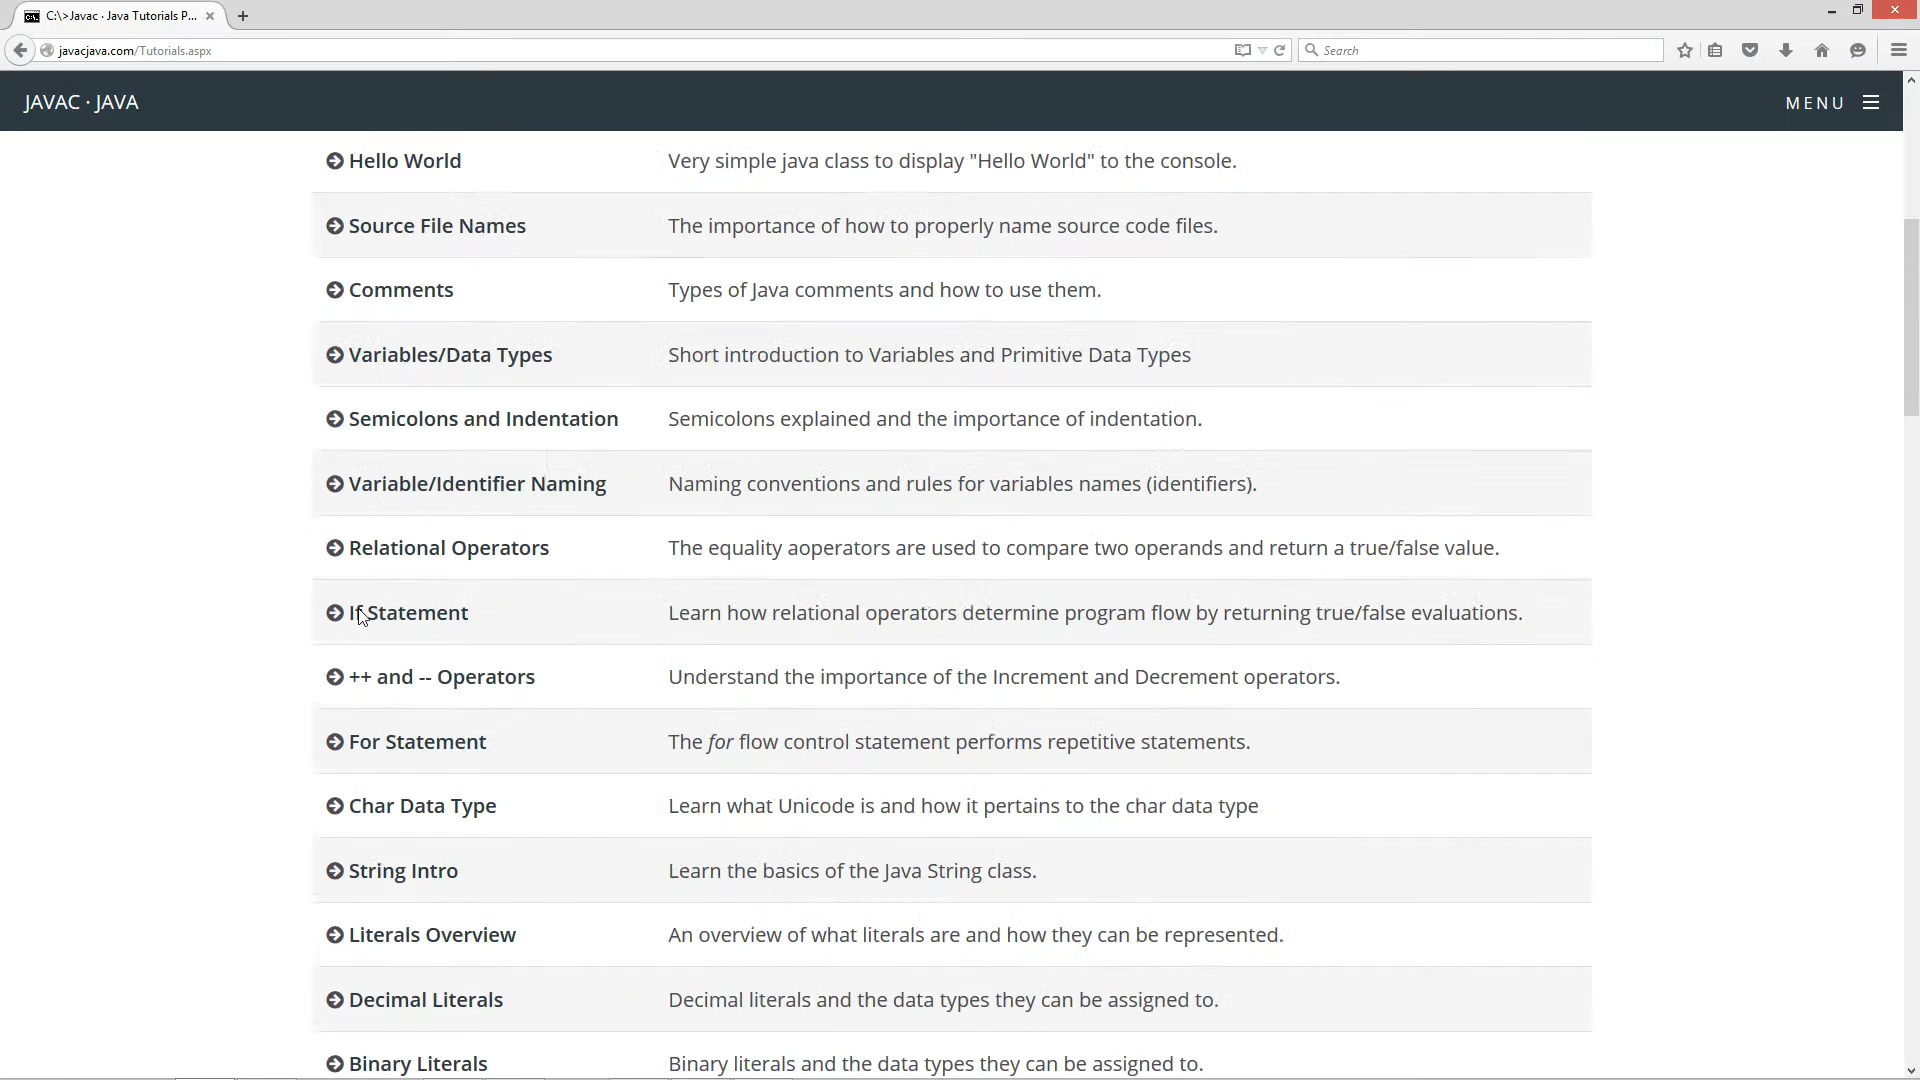 C:\>Javac · Java Tutorials P...
javacjava.com/Tutorials.aspx
Search
JAVAC · JAVA
MENU
Hello World
Very simple java class to display "Hello World" to the console.
Source File Names
The importance of how to properly name source code files.
Comments
Types of Java comments and how to use them.
Variables/Data Types
Short introduction to Variables and Primitive Data Types
Semicolons and Indentation
Semicolons explained and the importance of indentation.
Variable/Identifier Naming
Naming conventions and rules for variables names (identifiers).
Relational Operators
The equality aoperators are used to compare two operands and return a true/false value.
If Statement
Learn how relational operators determine program flow by returning true/false evaluations.
++ and -- Operators
Understand the importance of the Increment and Decrement operators.
For Statement
The for flow control statement performs repetitive statements.
Char Data Type
Learn what Unicode is and how it pertains to the char data type
String Intro
Learn the basics of the Java String class.
Literals Overview
An overview of what literals are and how they can be represented.
Decimal Literals
Decimal literals and the data types they can be assigned to.
Binary Literals
Binary literals and the data types they can be assigned to.